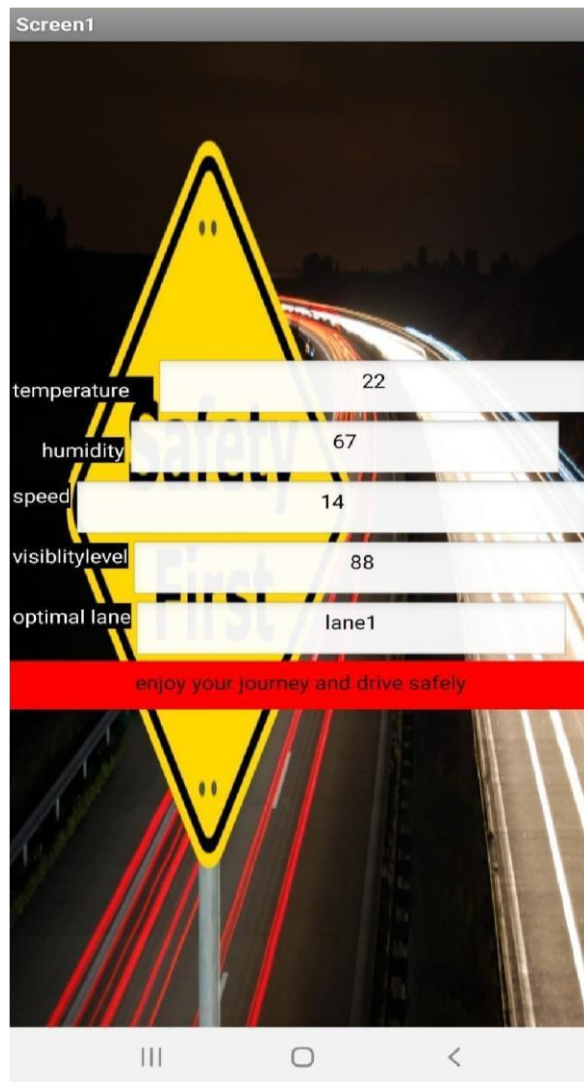 Screen1
temperature 22
Safety
humidity 67
speed 14
visiblitylevel 88
First
optimal lane lane1
enjoy your journey and drive safely